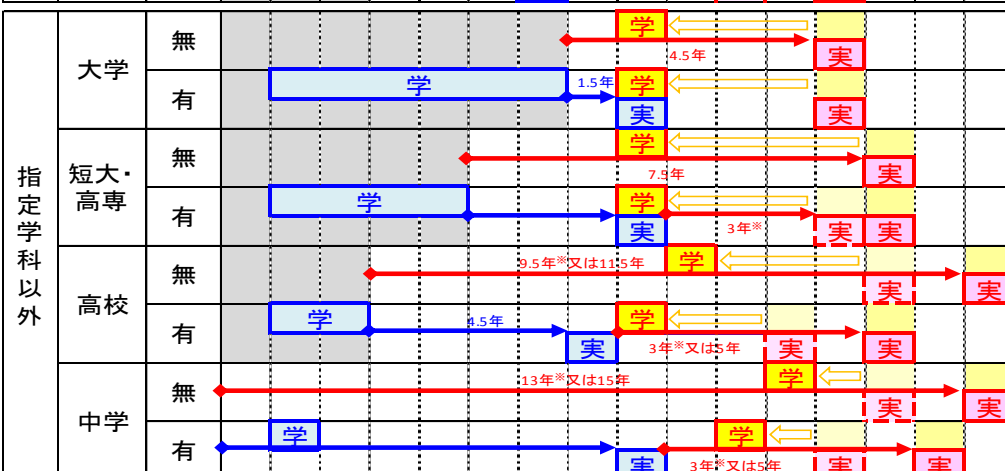 指定学科以外
大学
無
学
4.5年
実
有
学
1.5年
学
実
実
短大・
高専
無
学
7.5年
実
有
学
学
実
3年※
実
実
高校
無
9.5年※又は11.5年
学
実
実
有
学
4.5年
実
学
3年※又は5年
実
実
中学
無
13年※又は15年
学
実
実
有
学
実
学
3年※又は5年
実
実